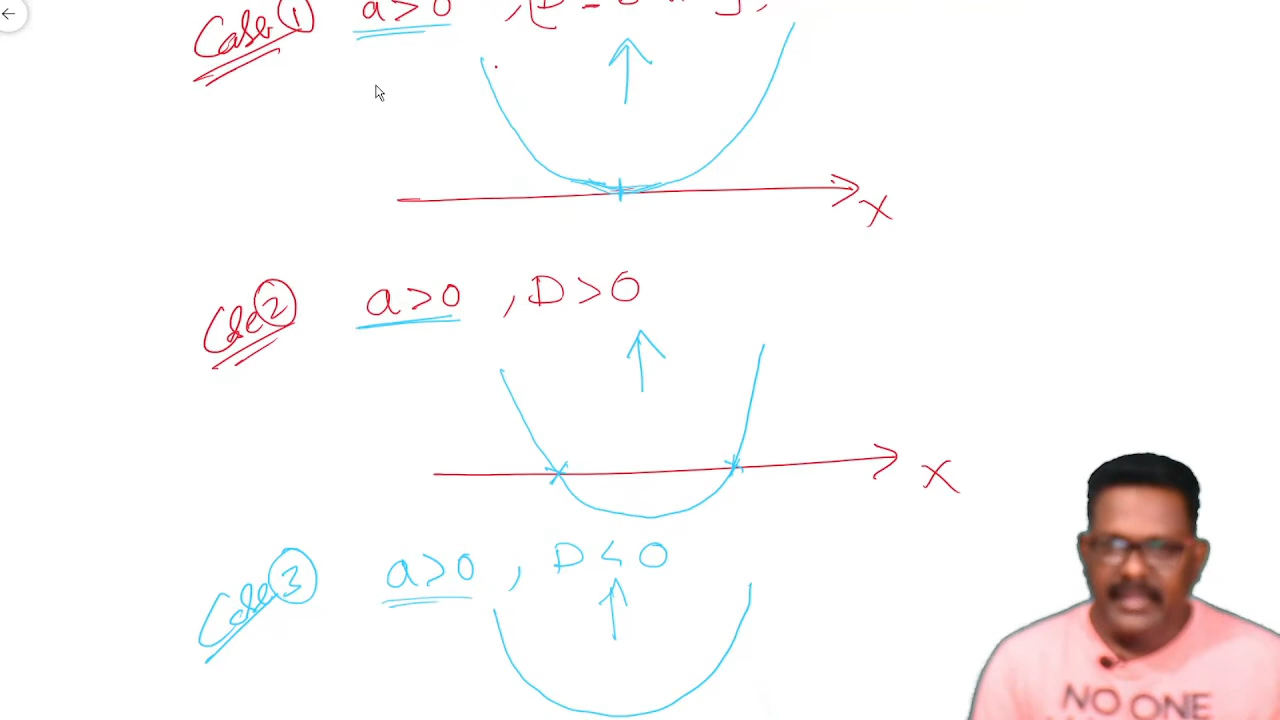 Case 1 a>0
X
Case 2 a>0 , D>0
X
Case 3 a>0 , D<0
NO ONE